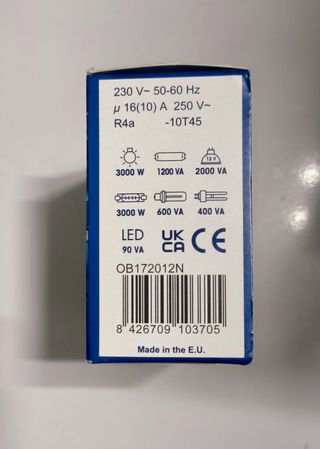 230 V~ 50-60 Hz
µ 16(10) A 250 V~
R4a -10T45
12 V
3000 W 1200 VA 2000 VA
3000 W 600 VA 400 VA
LED
90 VA
UK
CA CE
OB172012N
8 426709 103705
Made in the E.U.